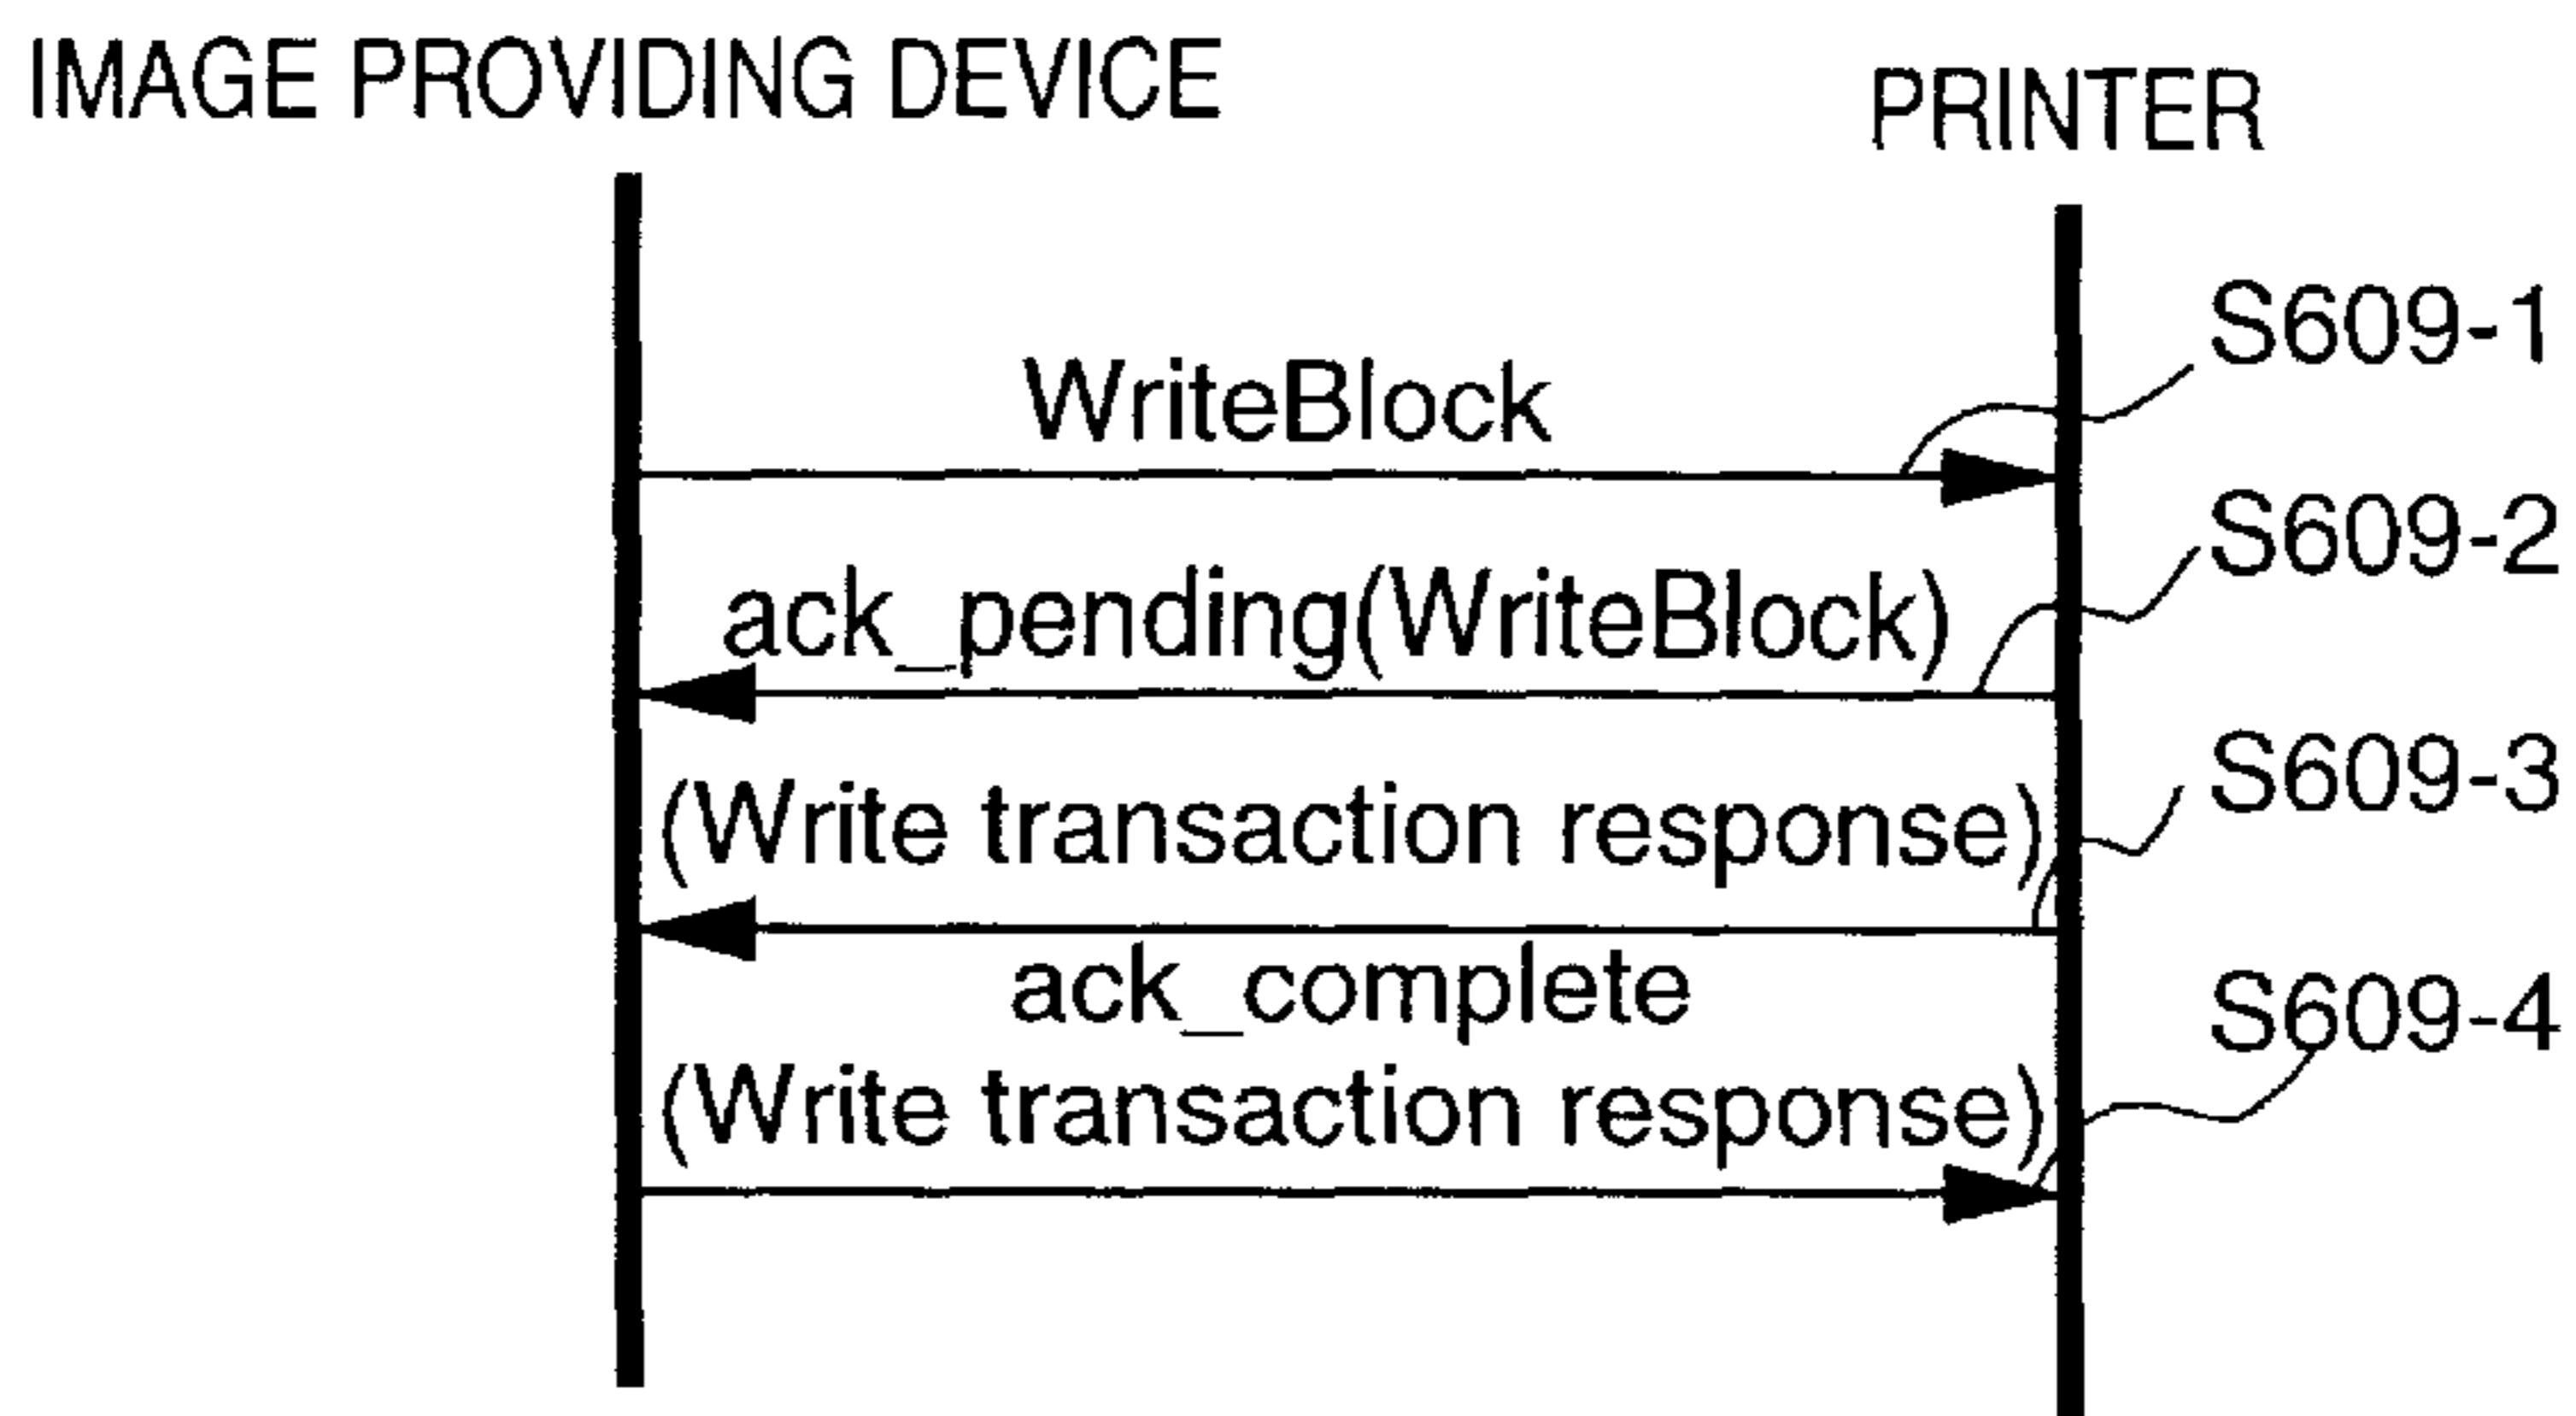 IMAGE PROVIDING DEVICE
PRINTER
S609-1
WriteBlock
S609-2
ack_pending(WriteBlock)
S609-3
(Write transaction response)
ack_complete
S609-4
(Write transaction response)